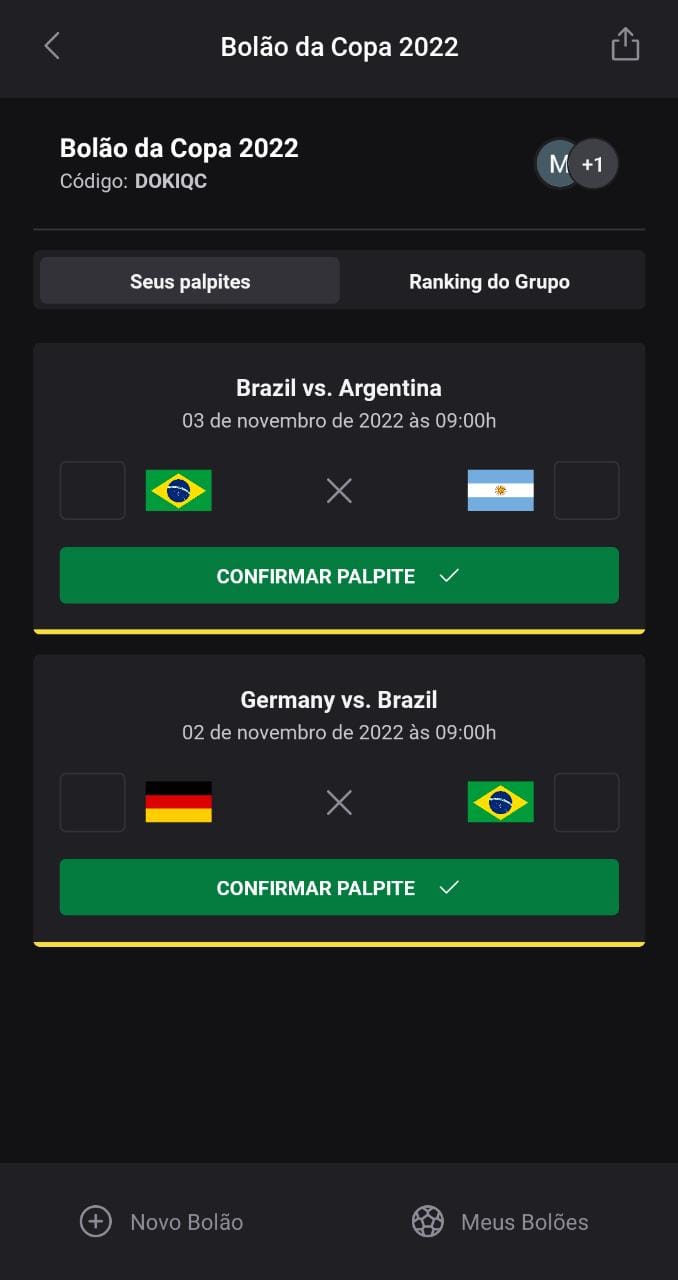 Bolão da Copa 2022
Bolão da Copa 2022
Código: DOKIQC
M +1
Seus palpites Ranking do Grupo
Brazil vs. Argentina
03 de novembro de 2022 às 09:00h
CONFIRMAR PALPITE
Germany vs. Brazil
02 de novembro de 2022 às 09:00h
CONFIRMAR PALPITE
Novo Bolão Meus Bolões